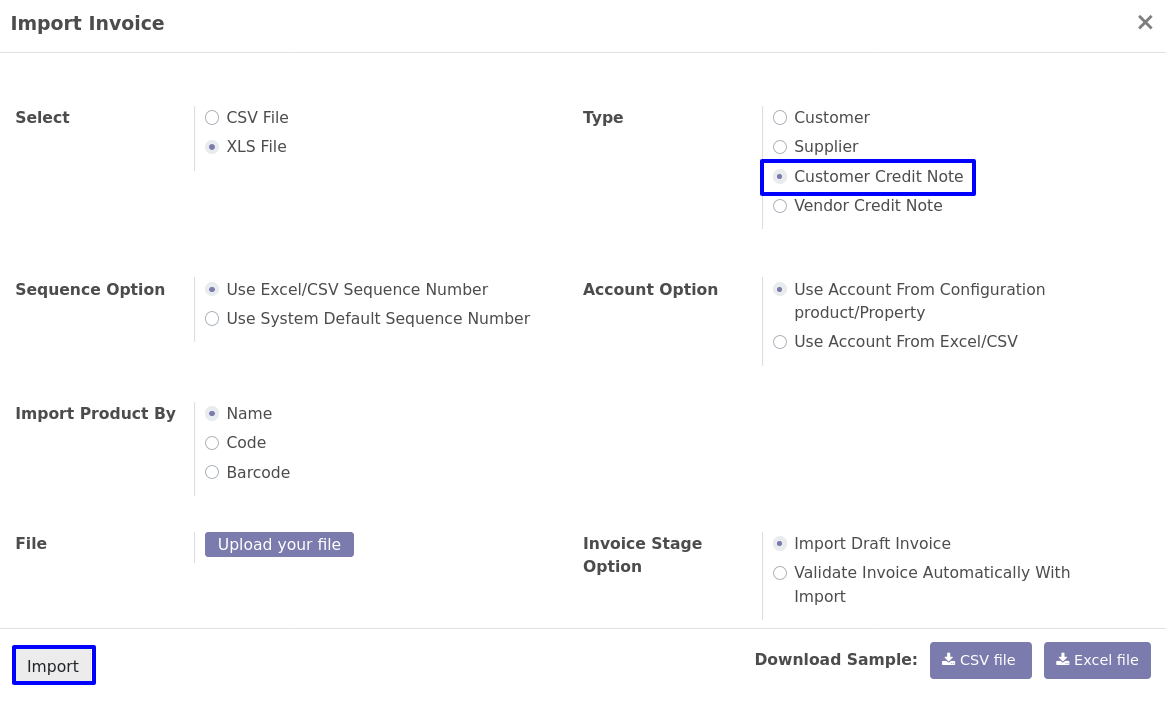 Import Invoice
×
Select
CSV File
XLS File
Type
Customer
Supplier
Customer Credit Note
Vendor Credit Note
Sequence Option
Use Excel/CSV Sequence Number
Use System Default Sequence Number
Account Option
Use Account From Configuration
product/Property
Use Account From Excel/CSV
Import Product By
Name
Code
Barcode
File
Upload your file
Invoice Stage
Option
Import Draft Invoice
Validate Invoice Automatically With
Import
Import
Download Sample:
CSV file
Excel file